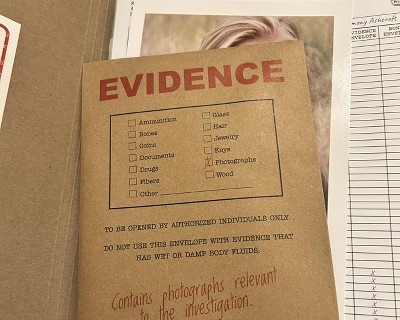 EVIDENCE
Ammunition
Bones
Coins
Documents
Drugs
Fibers
Other
Glass
Hair
Jewelry
Keys
Photographs
Wood
TO BE OPENED BY AUTHORIZED INDIVIDUALS ONLY.
DO NOT USE THIS ENVELOPE WITH EVIDENCE THAT
HAS WET OR DAMP BODY FLUIDS.
Contains photographs relevant
to the investigation.
Ashcroft
EVIDENCE
ENVELOPE
X
X
X
X
X